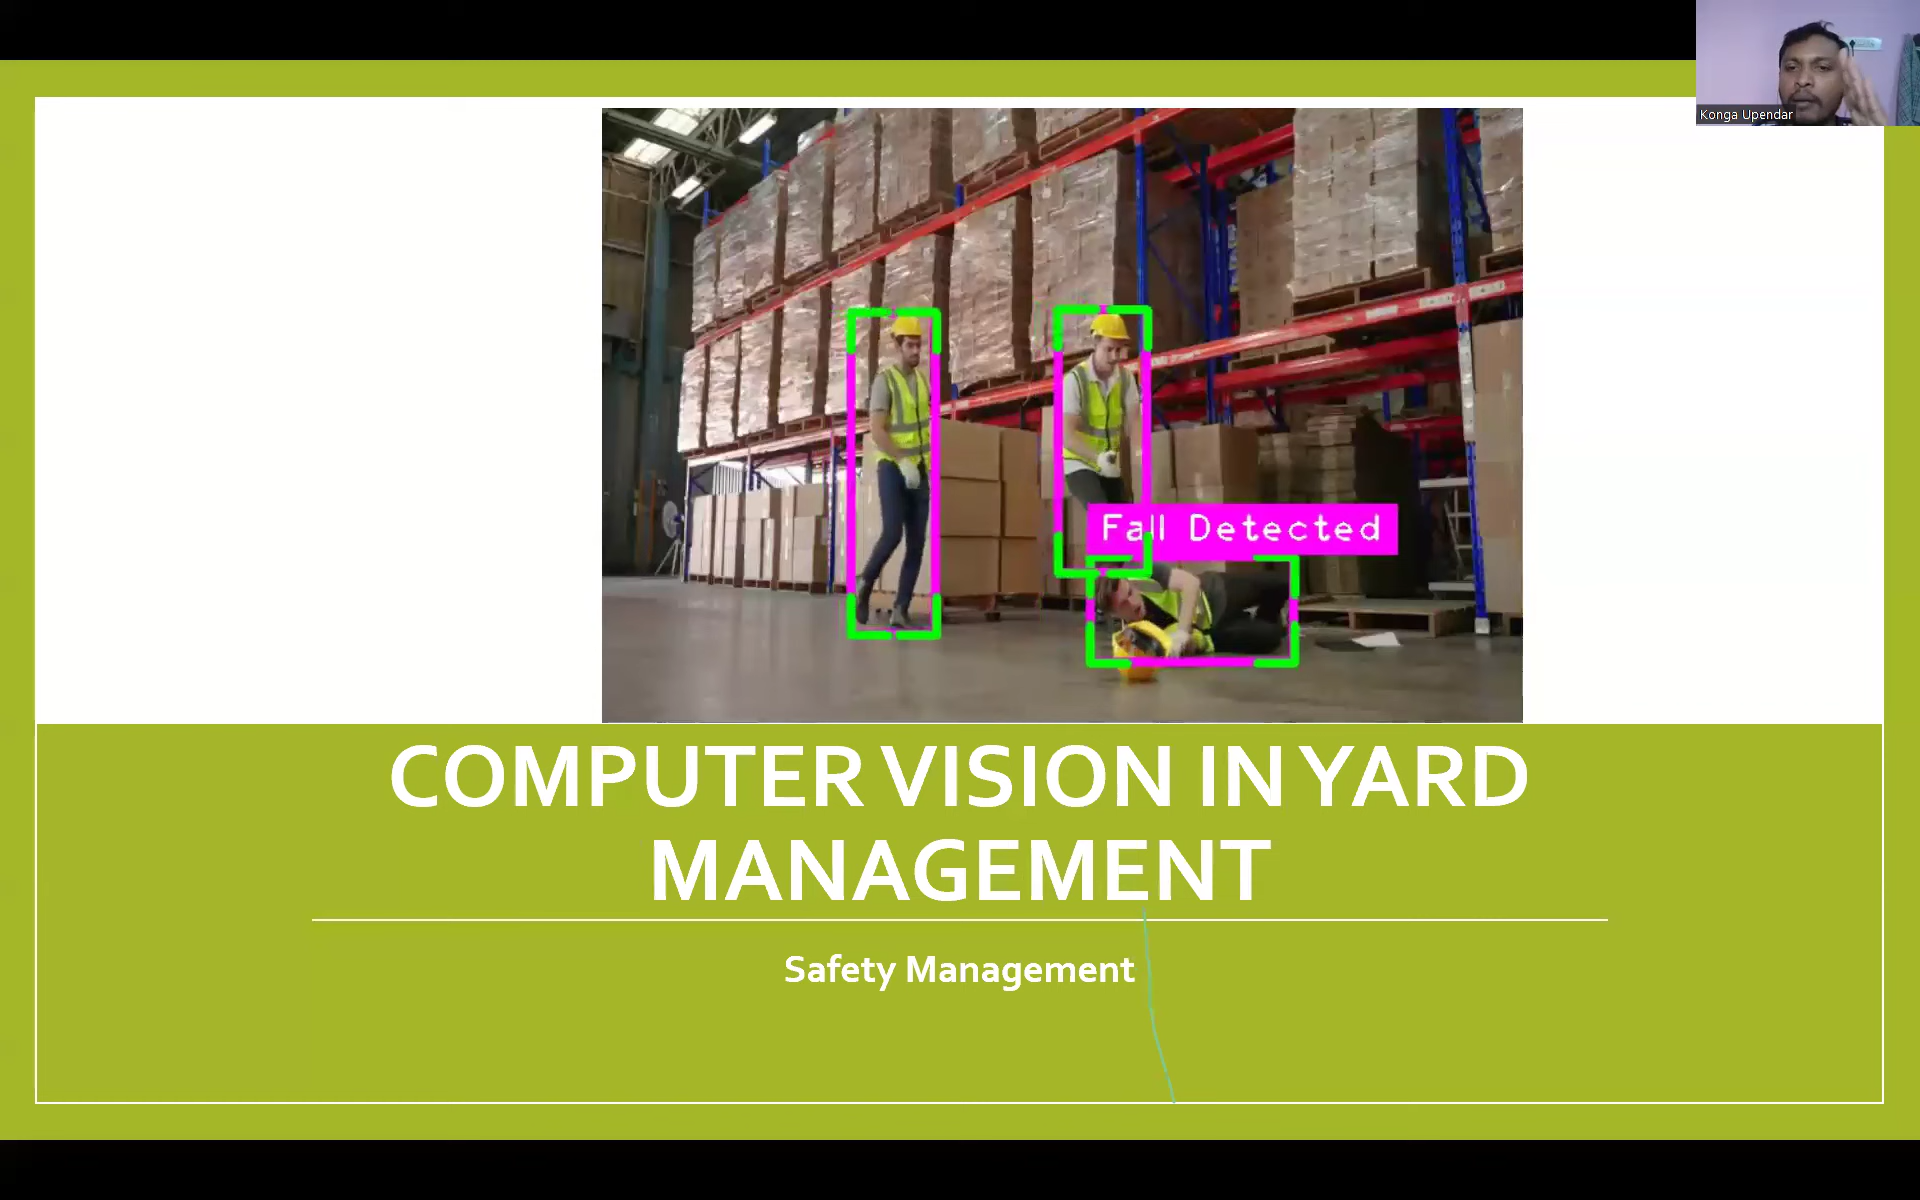 Konga Upendar
Fall Detected
COMPUTER VISION IN YARD
MANAGEMENT
Safety Management